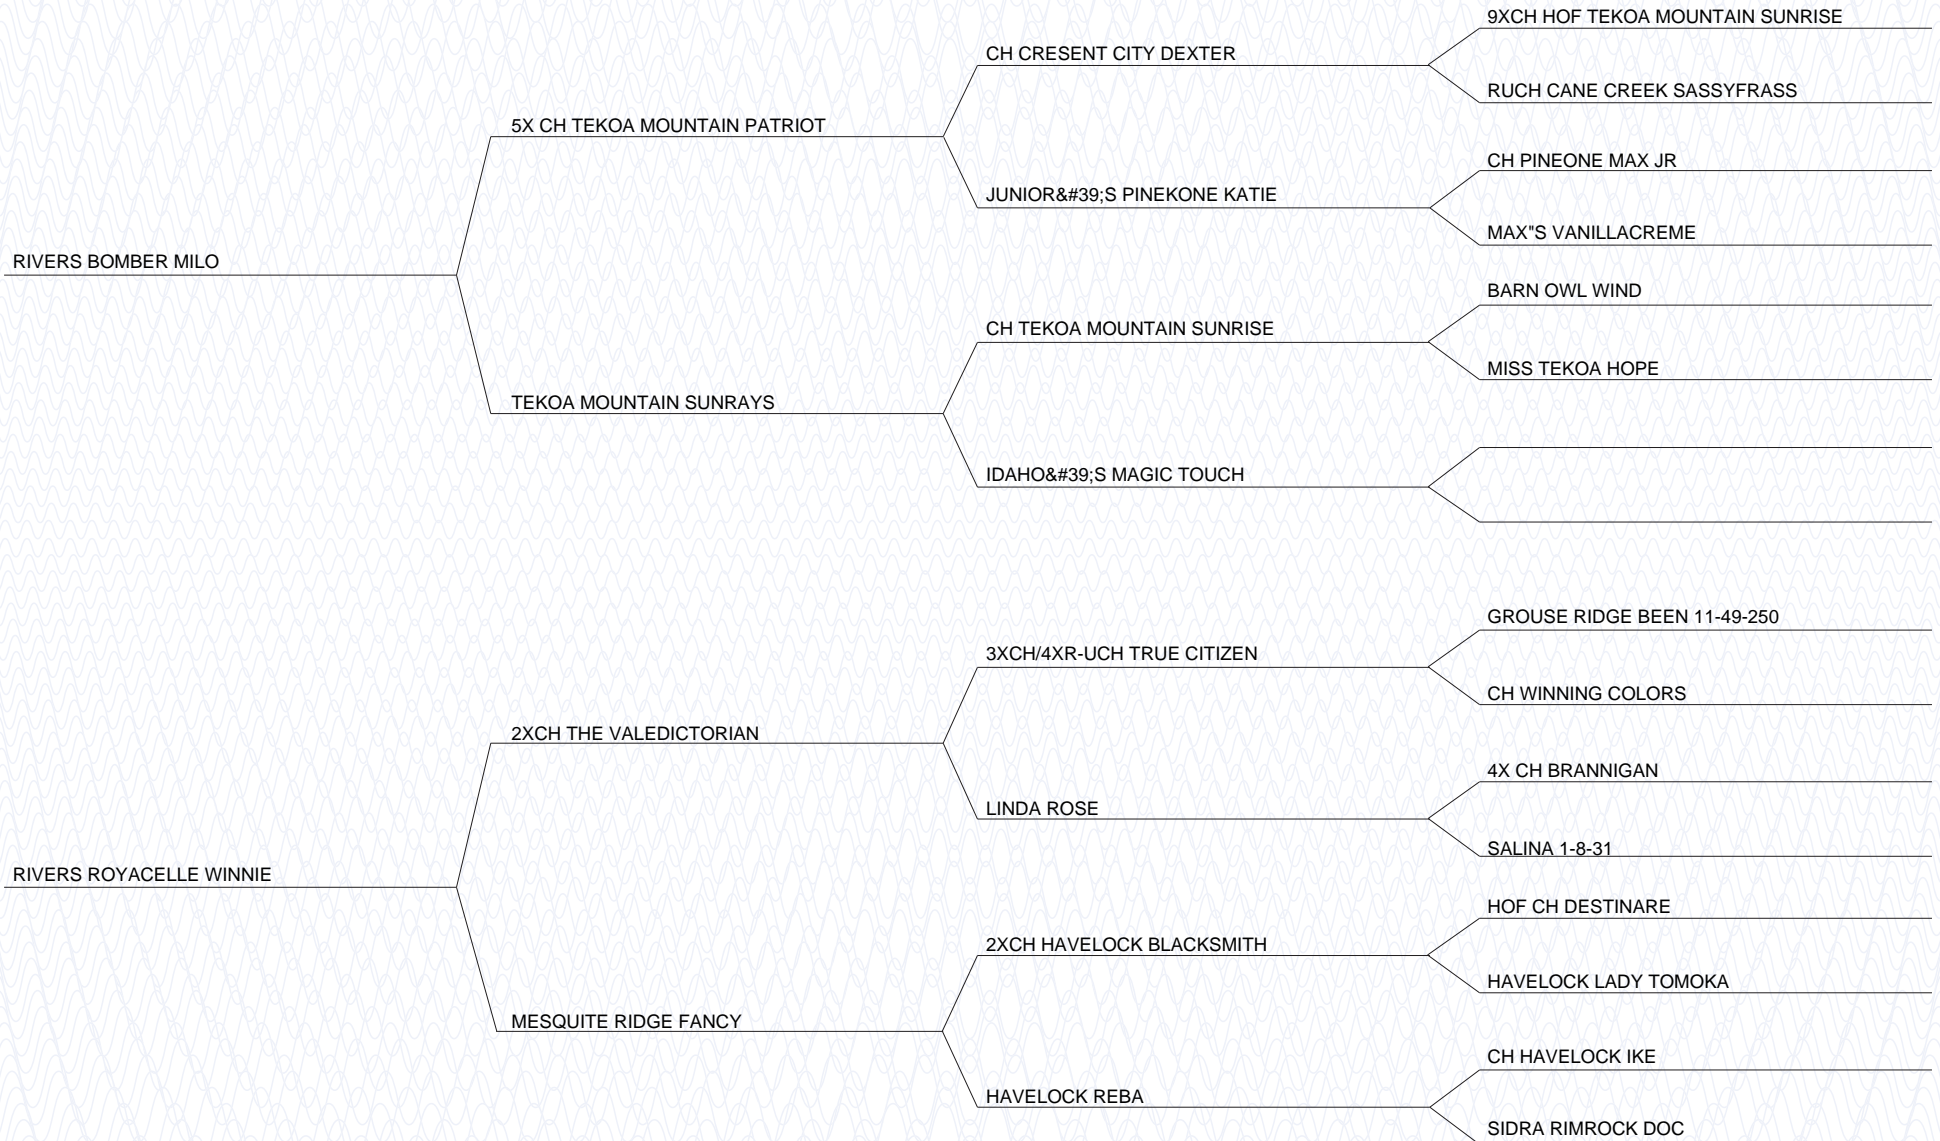 9XCH HOF TEKOA MOUNTAIN SUNRISE
CH CRESENT CITY DEXTER
RUCH CANE CREEK SASSYFRASS
5X CH TEKOA MOUNTAIN PATRIOT
CH PINEONE MAX JR
JUNIOR&#39;S PINEKONE KATIE
MAX"S VANILLACREME
RIVERS BOMBER MILO
BARN OWL WIND
CH TEKOA MOUNTAIN SUNRISE
MISS TEKOA HOPE
TEKOA MOUNTAIN SUNRAYS
IDAHO&#39;S MAGIC TOUCH
GROUSE RIDGE BEEN 11-49-250
3XCH/4XR-UCH TRUE CITIZEN
CH WINNING COLORS
2XCH THE VALEDICTORIAN
4X CH BRANNIGAN
LINDA ROSE
SALINA 1-8-31
RIVERS ROYACELLE WINNIE
HOF CH DESTINARE
2XCH HAVELOCK BLACKSMITH
HAVELOCK LADY TOMOKA
MESQUITE RIDGE FANCY
CH HAVELOCK IKE
HAVELOCK REBA
SIDRA RIMROCK DOC